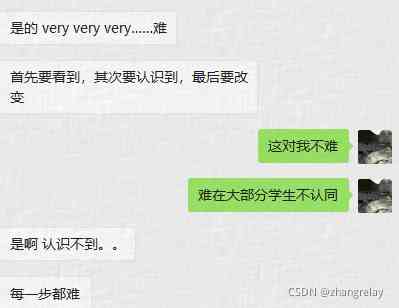 是的 very very very......难
首先要看到，其次要认识到，最后要改
变
这对我不难
难在大部分学生不认同
是啊 认识不到。。
每一步都难
CSDN @zhangrelay